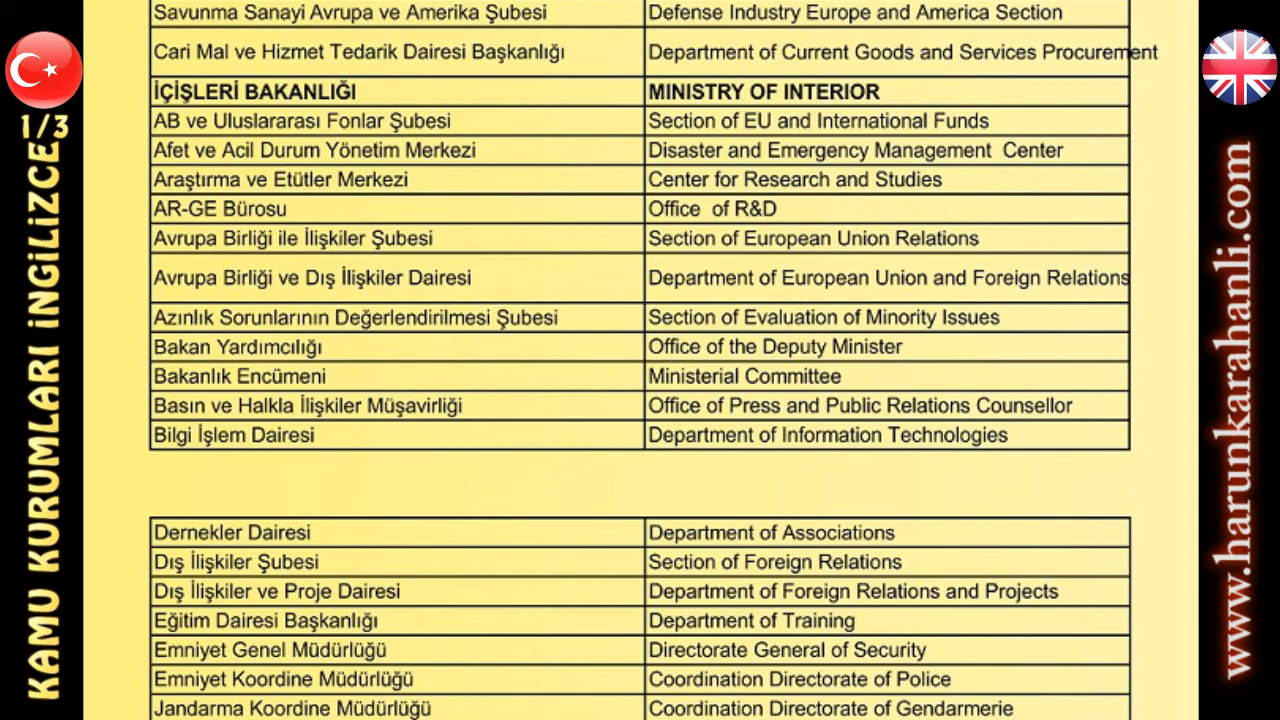 Savunma Sanayi Avrupa ve Amerika Şubesi Defense Industry Europe and America Section
Cari Mal ve Hizmet Tedarik Dairesi Başkanlığı Department of Current Goods and Services Procurement
İÇİŞLERİ BAKANLIĞI MINISTRY OF INTERIOR
AB ve Uluslararası Fonlar Şubesi Section of EU and International Funds
Afet ve Acil Durum Yönetim Merkezi Disaster and Emergency Management Center
Araştırma ve Etütler Merkezi Center for Research and Studies
AR-GE Bürosu Office of R&D
Avrupa Birliği ile İlişkiler Şubesi Section of European Union Relations
Avrupa Birliği ve Dış İlişkiler Dairesi Department of European Union and Foreign Relations
Azınlık Sorunlarının Değerlendirilmesi Şubesi Section of Evaluation of Minority Issues
Bakan Yardımcılığı Office of the Deputy Minister
Bakanlık Encümeni Ministerial Committee
Basın ve Halkla İlişkiler Müşavirliği Office of Press and Public Relations Counsellor
Bilgi İşlem Dairesi Department of Information Technologies
Dernekler Dairesi Department of Associations
Dış İlişkiler Şubesi Section of Foreign Relations
Dış İlişkiler ve Proje Dairesi Department of Foreign Relations and Projects
Eğitim Dairesi Başkanlığı Department of Training
Emniyet Genel Müdürlüğü Directorate General of Security
Emniyet Koordine Müdürlüğü Coordination Directorate of Police
Jandarma Koordine Müdürlüğü Coordination Directorate of Gendarmerie
1/3
KAMU KURUMLARI İNGİLİZCE
www.harunkarahanli.com